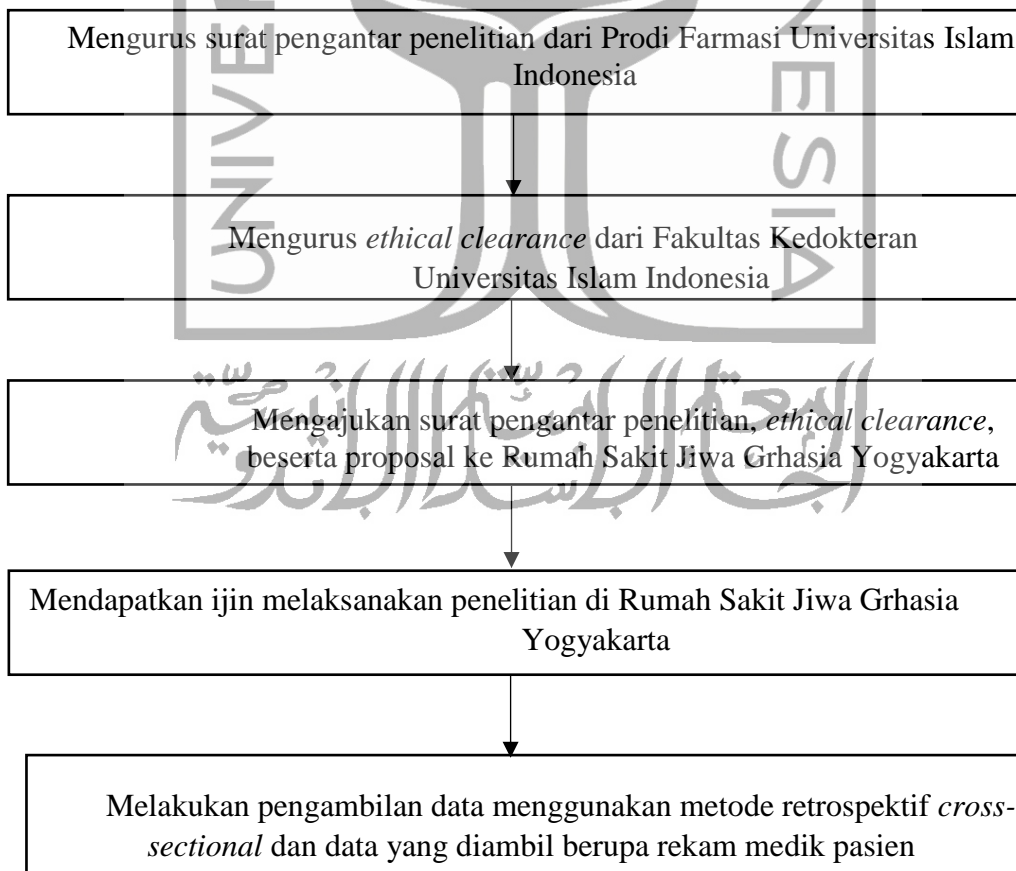 Mengurus surat pengantar penelitian dari Prodi Farmasi Universitas Islam
Indonesia
Mengurus ethical clearance dari Fakultas Kedokteran
Universitas Islam Indonesia
Mengajukan surat pengantar penelitian, ethical clearance,
beserta proposal ke Rumah Sakit Jiwa Grhasia Yogyakarta
Mendapatkan ijin melaksanakan penelitian di Rumah Sakit Jiwa Grhasia
Yogyakarta
Melakukan pengambilan data menggunakan metode retrospektif cross-
sectional dan data yang diambil berupa rekam medik pasien
UNIVE
NESIA